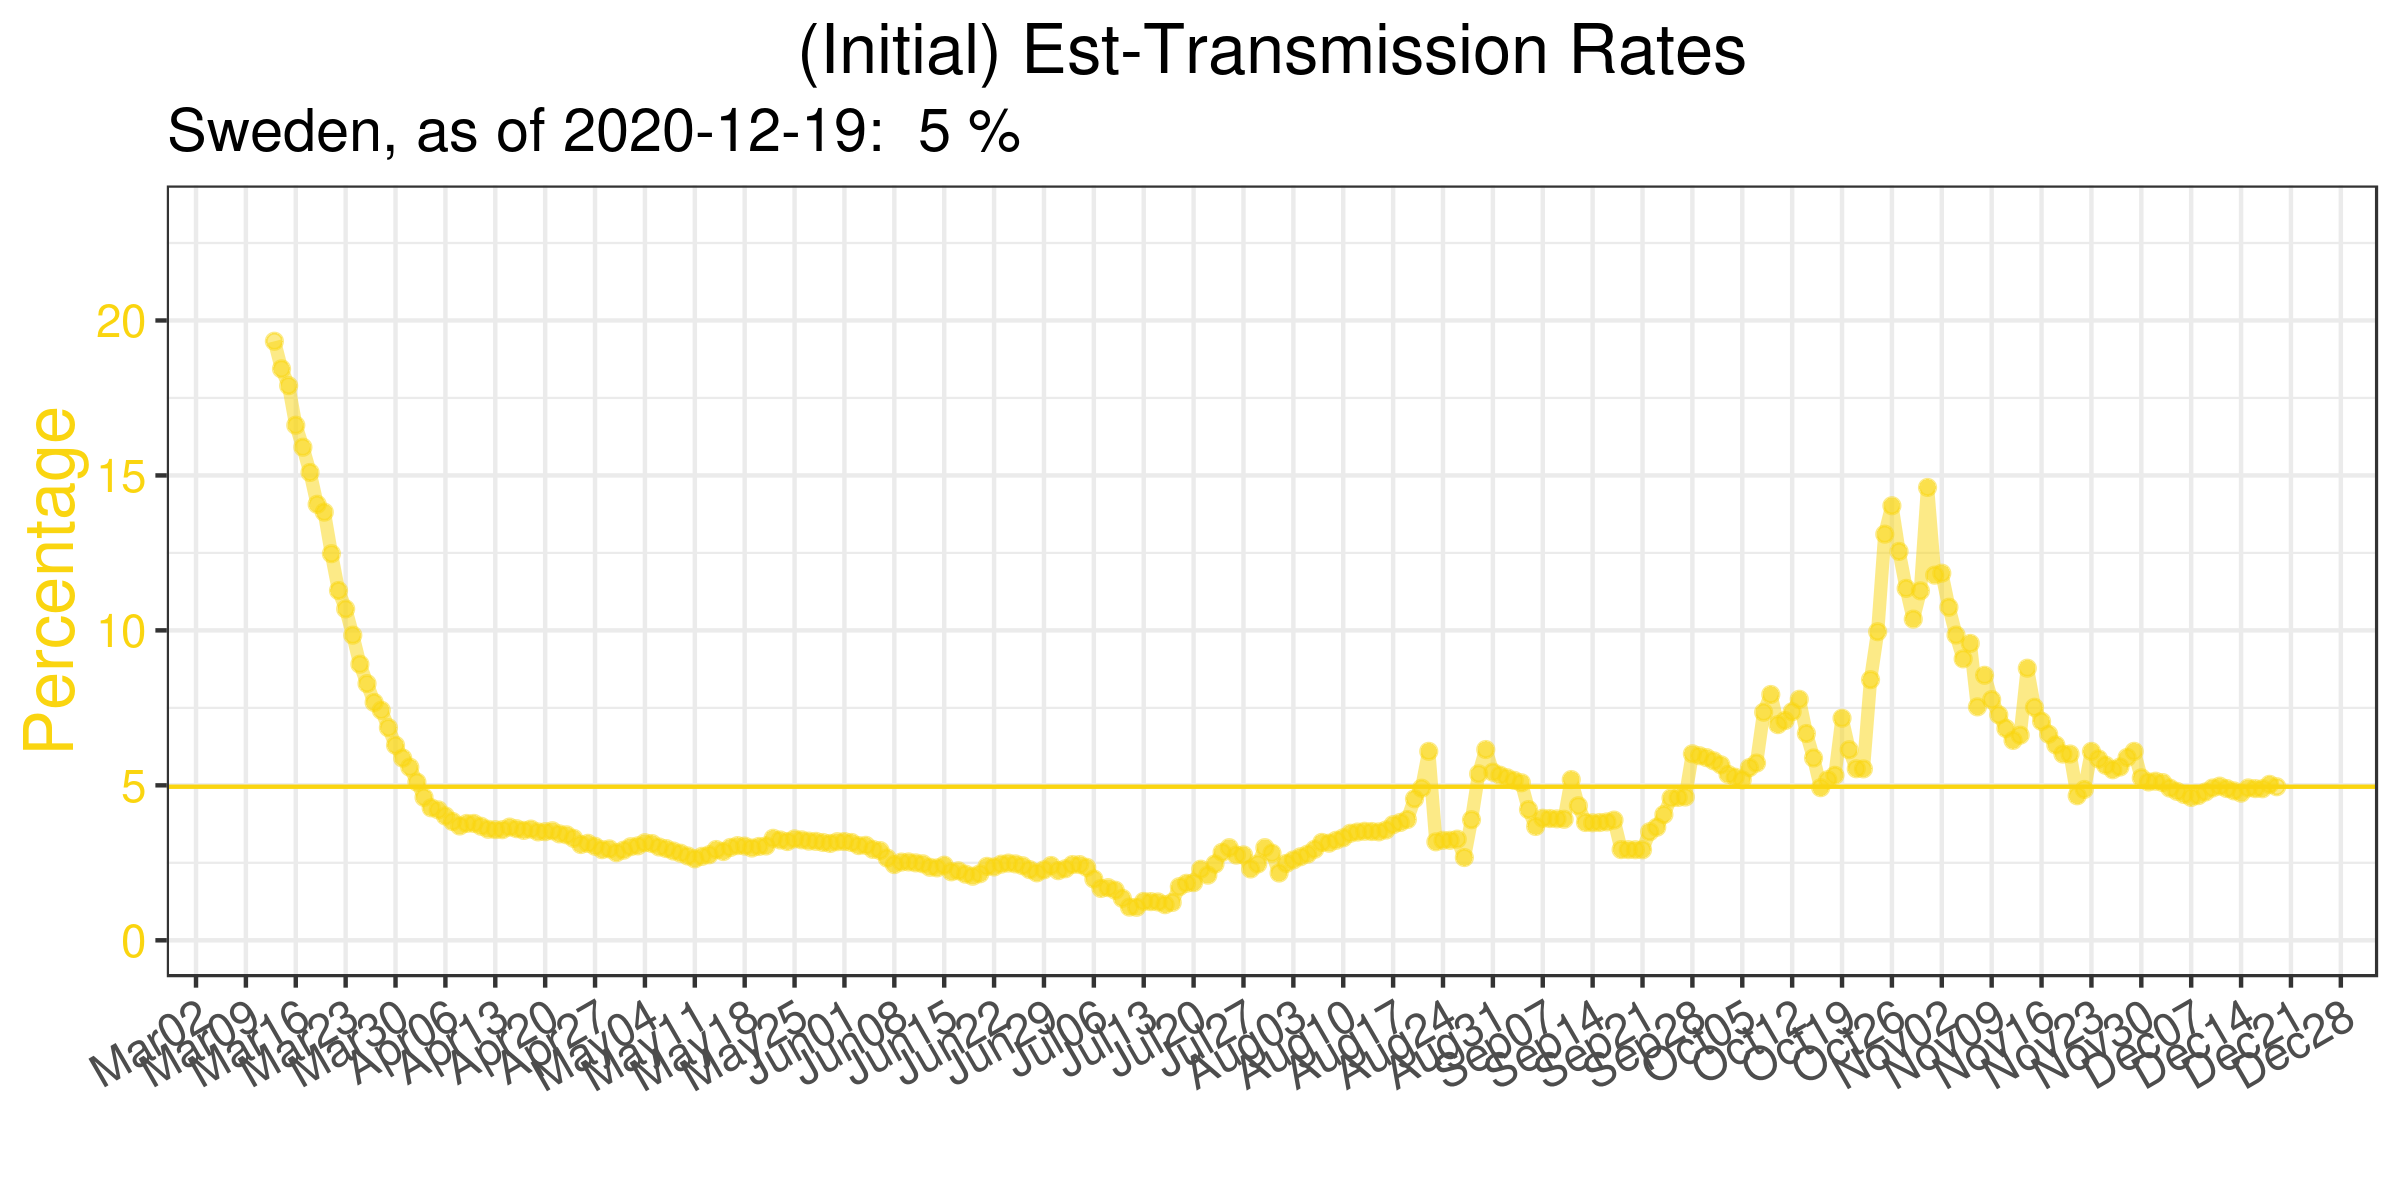 (Initial) Est-Transmission Rates
Sweden, as of 2020-12-19:  5 %
Percentage
20
15
10
5
0
Mar02
Mar09
Mar16
Mar23
Mar30
Apr06
Apr13
Apr20
Apr27
May04
May11
May18
May25
Jun01
Jun08
Jun15
Jun22
Jun29
Jul06
Jul13
Jul20
Jul27
Aug03
Aug10
Aug17
Aug24
Aug31
Sep07
Sep14
Sep21
Sep28
Oct05
Oct12
Oct19
Oct26
Nov02
Nov09
Nov16
Nov23
Nov30
Dec07
Dec14
Dec21
Dec28